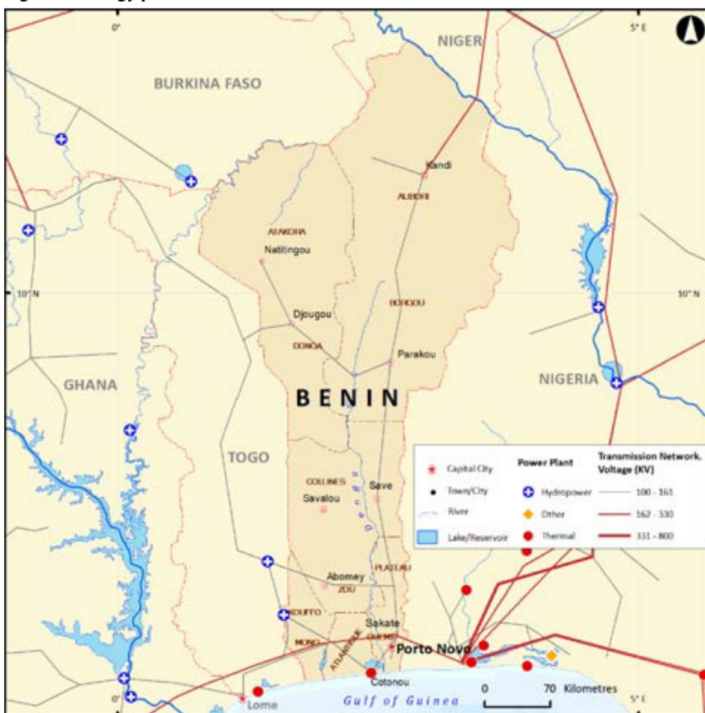 0°
5° E
NIGER
BURKINA FASO
Kandi
ALIBORI
ATAKORA
Natitingou
10° N
10° N
BORGOU
Djougou
DONGA
Parakou
GHANA
NIGERIA
BENIN
TOGO
COLLINES
Save
Savalou
Capital City
Town/City
River
Lake/Reservoir
Power Plant
Hydropower
Other
Thermal
Transmission Network.
Voltage (KV)
100 - 161
162 - 330
331 - 800
PLATEAU
Abomey
ZOU
KOUFFO
Sakate
MONO
ATLANTIQUE
OUEME
Porto Novo
Cotonou
Lome
Gulf of Guinea
0 70 Kilometres
0°
5° E